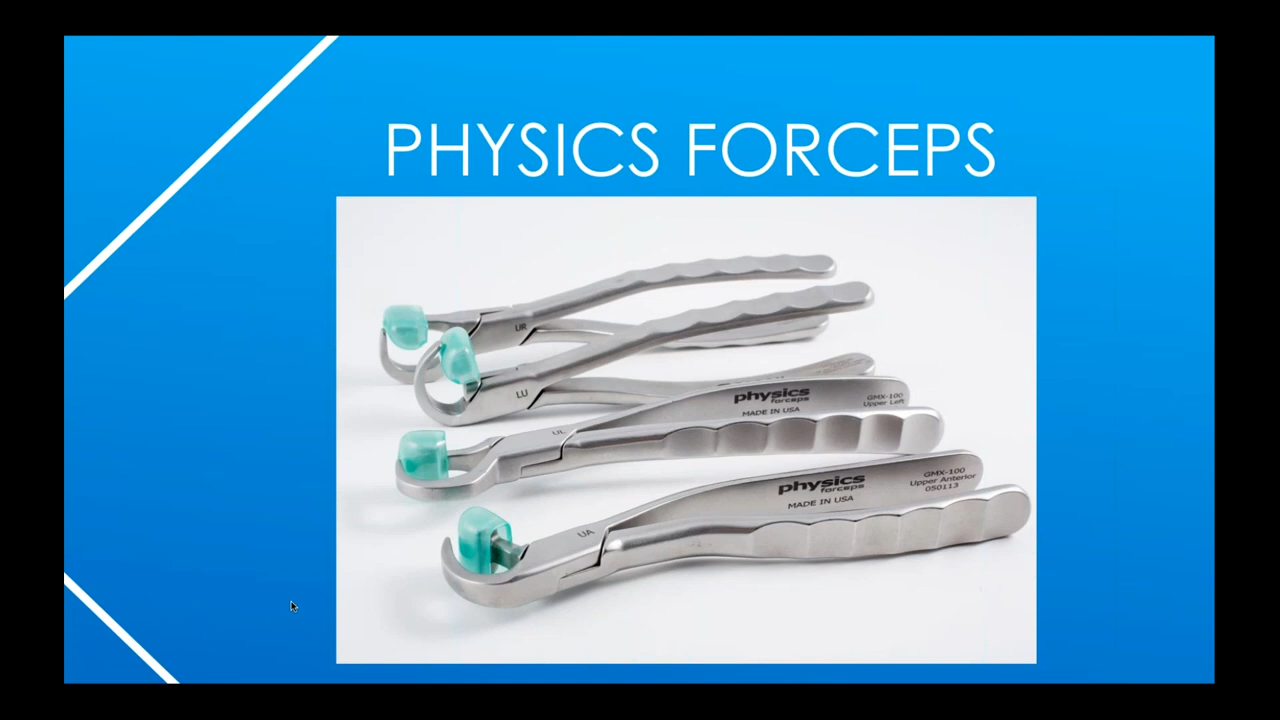 PHYSICS FORCEPS
UR
LU
physics
forceps
MADE IN USA
GMX-100
Upper Left
UL
physics
forceps
MADE IN USA
GMX-100
Upper Anterior
050113
UA